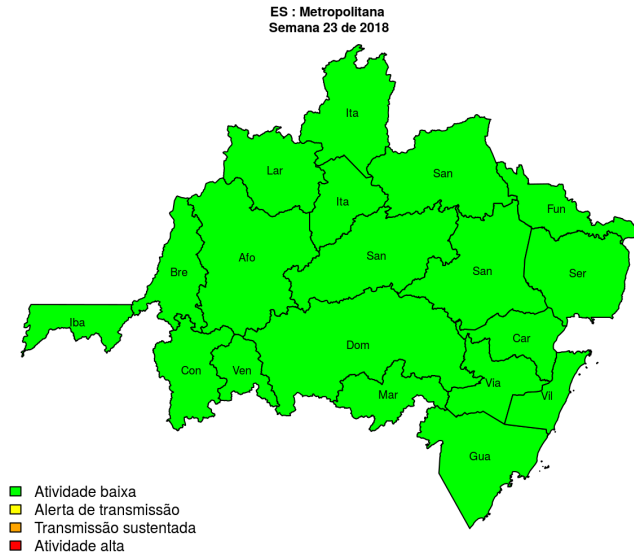 ES : Metropolitana
Semana 23 de 2018
Ita
Lar
San
Ita
Fun
Afo
San
San
Ser
Bre
Iba
Dom
Car
Con
Ven
Via
Mar
Vil
Gua
Atividade baixa
Alerta de transmissão
Transmissão sustentada
Atividade alta